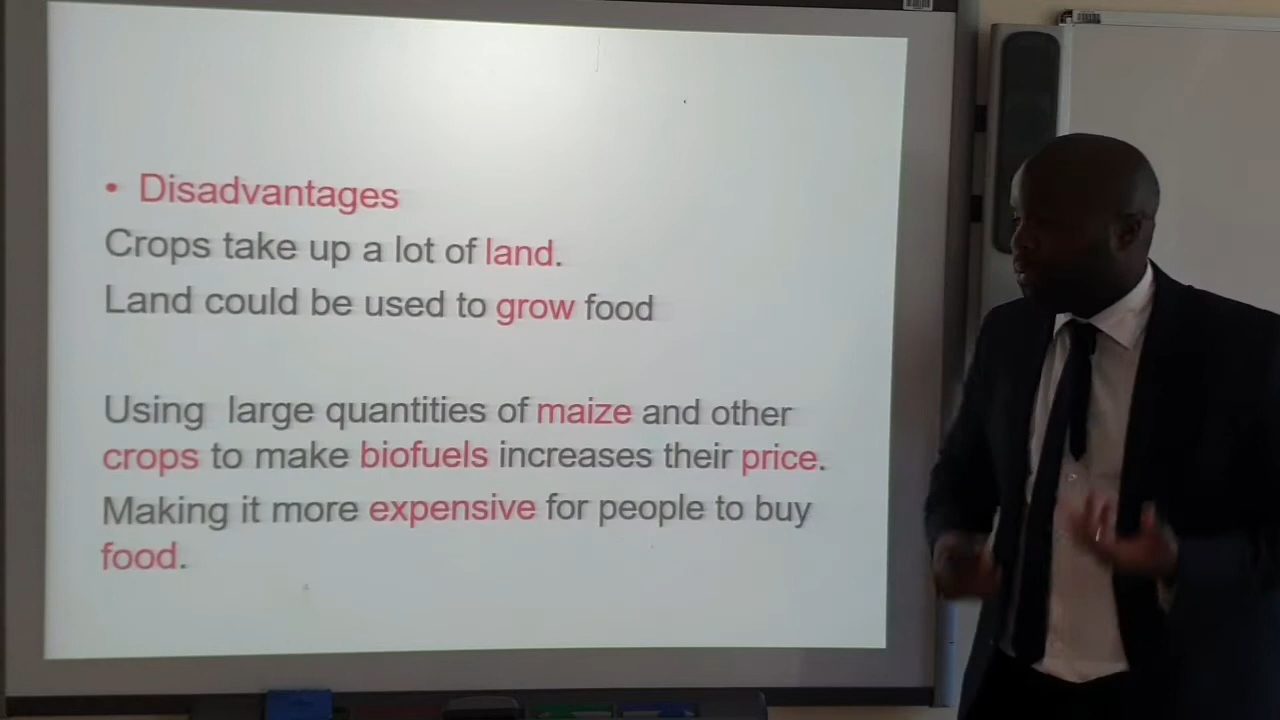 • Disadvantages
Crops take up a lot of land.
Land could be used to grow food
Using large quantities of maize and other
crops to make biofuels increases their price.
Making it more expensive for people to buy
food.